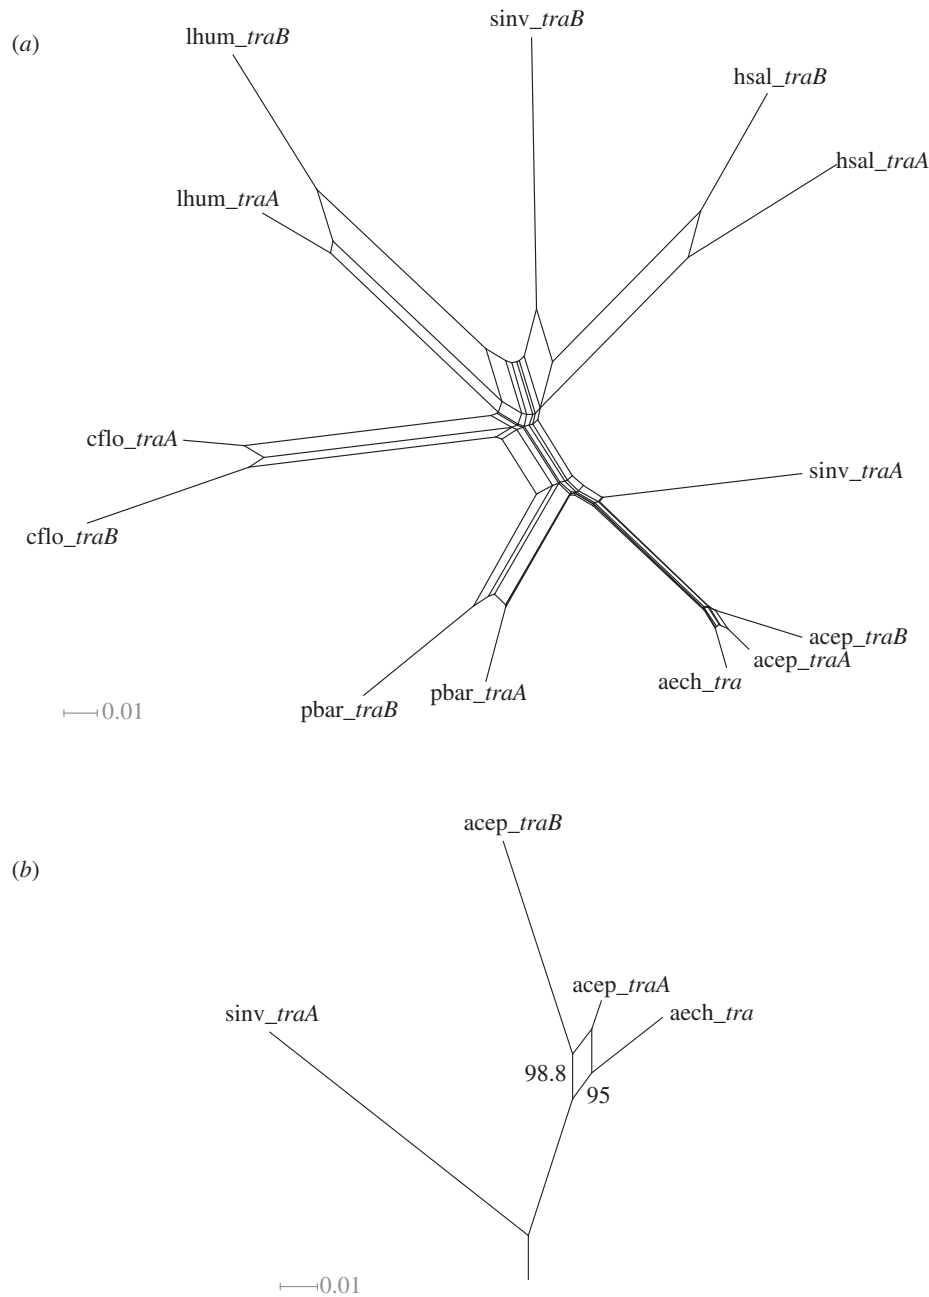 (a)
lhum_traB
sinv_traB
hsal_traB
hsal_traA
lhum_traA
cflo_traA
sinv_traA
cflo_traB
acep_traB
acep_traA
aech_tra
pbar_traA
pbar_traB
0.01
acep_traB
(b)
acep_traA
sinv_traA
aech_tra
98.8
95
0.01